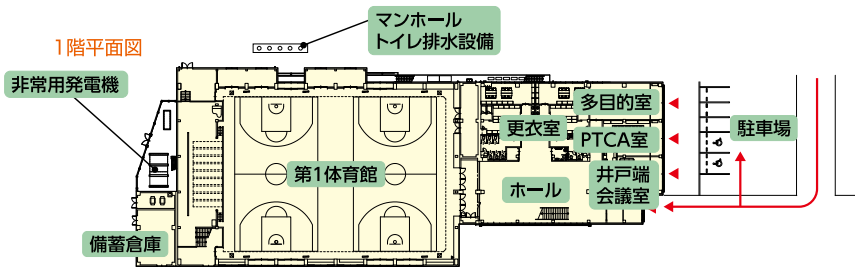 マンホール
トイレ排水設備
1階平面図
非常用発電機
多目的室
更衣室
PTCA室
駐車場
第1体育館
ホール
井戸端
会議室
備蓄倉庫